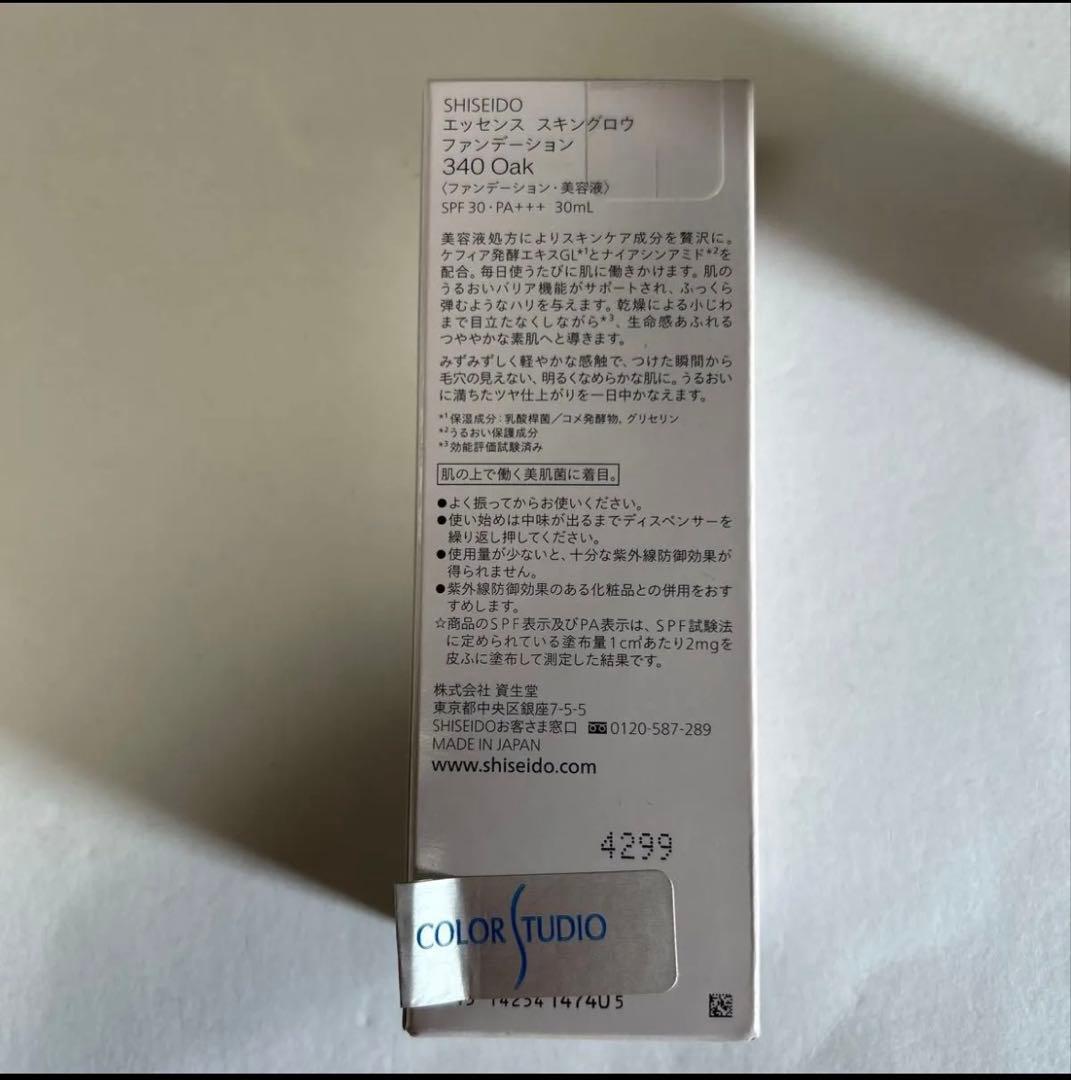 SHISEIDO
エッセンス スキングロウ
ファンデーション
340 Oak
〈ファンデーション・美容液〉
SPF 30・PA+++ 30mL
美容液処方によりスキンケア成分を贅沢に。
ケフィア発酵エキスGL*1とナイアシンアミド*2を
配合。毎日使うたびに肌に働きかけます。肌の
うるおいバリア機能がサポートされ、ふっくら
弾むようなハリを与えます。乾燥による小じわ
まで目立たなくしながら*3、生命感あふれる
つややかな素肌へと導きます。
みずみずしく軽やかな感触で、つけた瞬間から
毛穴の見えない、明るくなめらかな肌に。うるおい
に満ちたツヤ仕上がりを一日中かなえます。
*1保湿成分：乳酸桿菌／コメ発酵物，グリセリン
*2うるおい保護成分
*3効能評価試験済み
肌の上で働く美肌菌に着目。
●よく振ってからお使いください。
●使い始めは中味が出るまでディスペンサーを
繰り返し押してください。
●使用量が少ないと、十分な紫外線防御効果が
得られません。
●紫外線防御効果のある化粧品との併用をおす
すめします。
☆商品のSPF表示及びPA表示は、SPF試験法
に定められている塗布量1c㎡あたり2mgを
皮ふに塗布して測定した結果です。
株式会社 資生堂
東京都中央区銀座7-5-5
SHISEIDOお客さま窓口 0120-587-289
MADE IN JAPAN
www.shiseido.com
4299
COLOR STUDIO